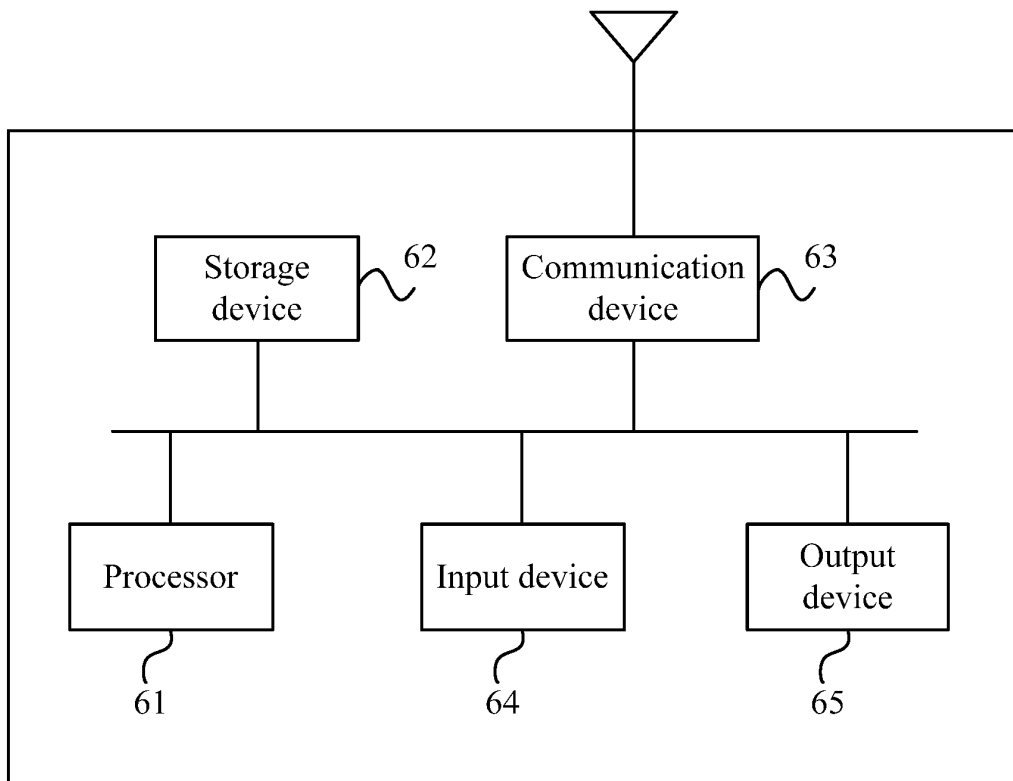 Storage
device
62
Communication
device
63
Processor
Input device
Output
device
61
64
65